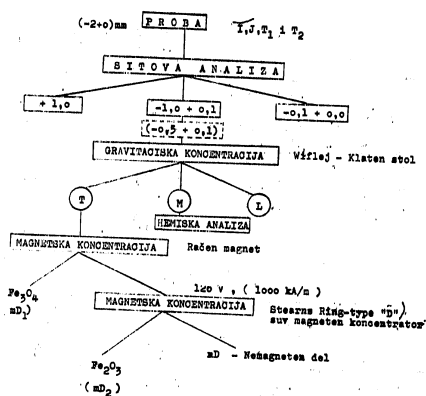 (-2+0)mm PROBA I,J,T1 i T2
SITOVA ANALIZA
+ 1,0 -1,0 + 0,1 -0,1 + 0,0
(-0,5 + 0,1)
GRAVITACISKA KONCENTRACIJA Wiflej - Klaten stol
T M L
HEMISKA ANALIZA
MAGNETSKA KONCENTRACIJA Račen magnet
Fe3O4
mD1)
120 V , ( 1000 kA/m )
MAGNETSKA KONCENTRACIJA Stearns Ring-type "D")
suv magneten koncentrator
Fe2O3
(mD2)
mD - Nemagneten del